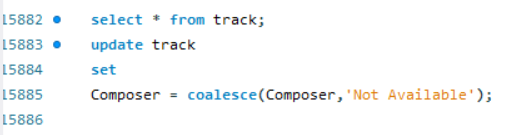 15882 select * from track;
15883 update track
15884 set
15885 Composer = coalesce(Composer,'Not Available');
15886